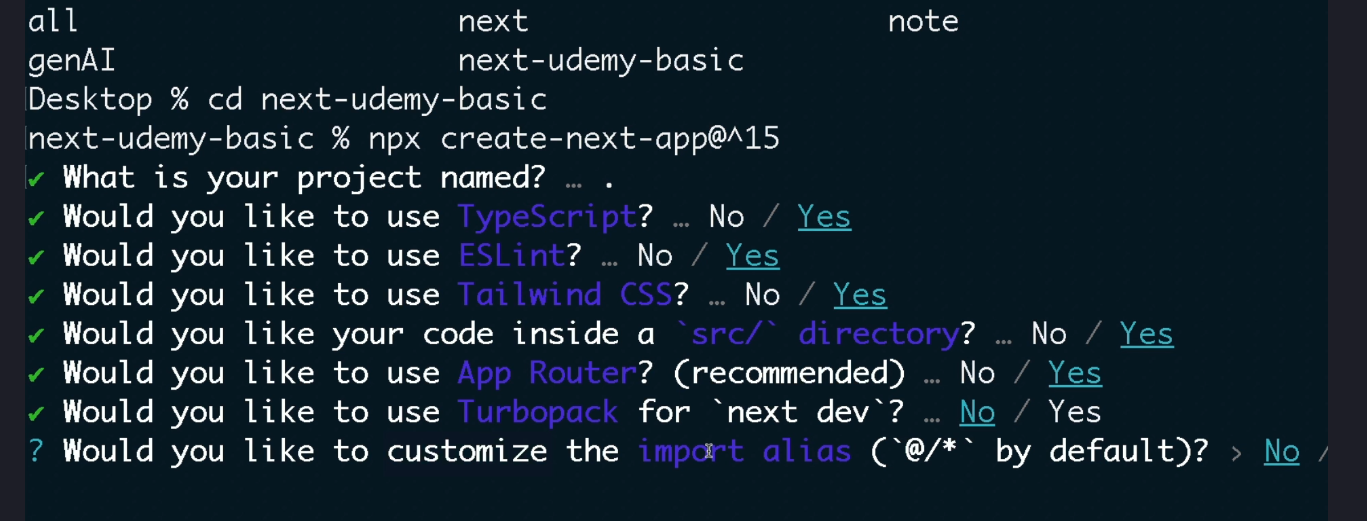 all next note
genAI next-udemy-basic
Desktop % cd next-udemy-basic
next-udemy-basic % npx create-next-app@^15
✔ What is your project named? … .
✔ Would you like to use TypeScript? … No / Yes
✔ Would you like to use ESLint? … No / Yes
✔ Would you like to use Tailwind CSS? … No / Yes
✔ Would you like your code inside a `src/` directory? … No / Yes
✔ Would you like to use App Router? (recommended) … No / Yes
✔ Would you like to use Turbopack for `next dev`? … No / Yes
? Would you like to customize the import alias (`@/*` by default)? › No /